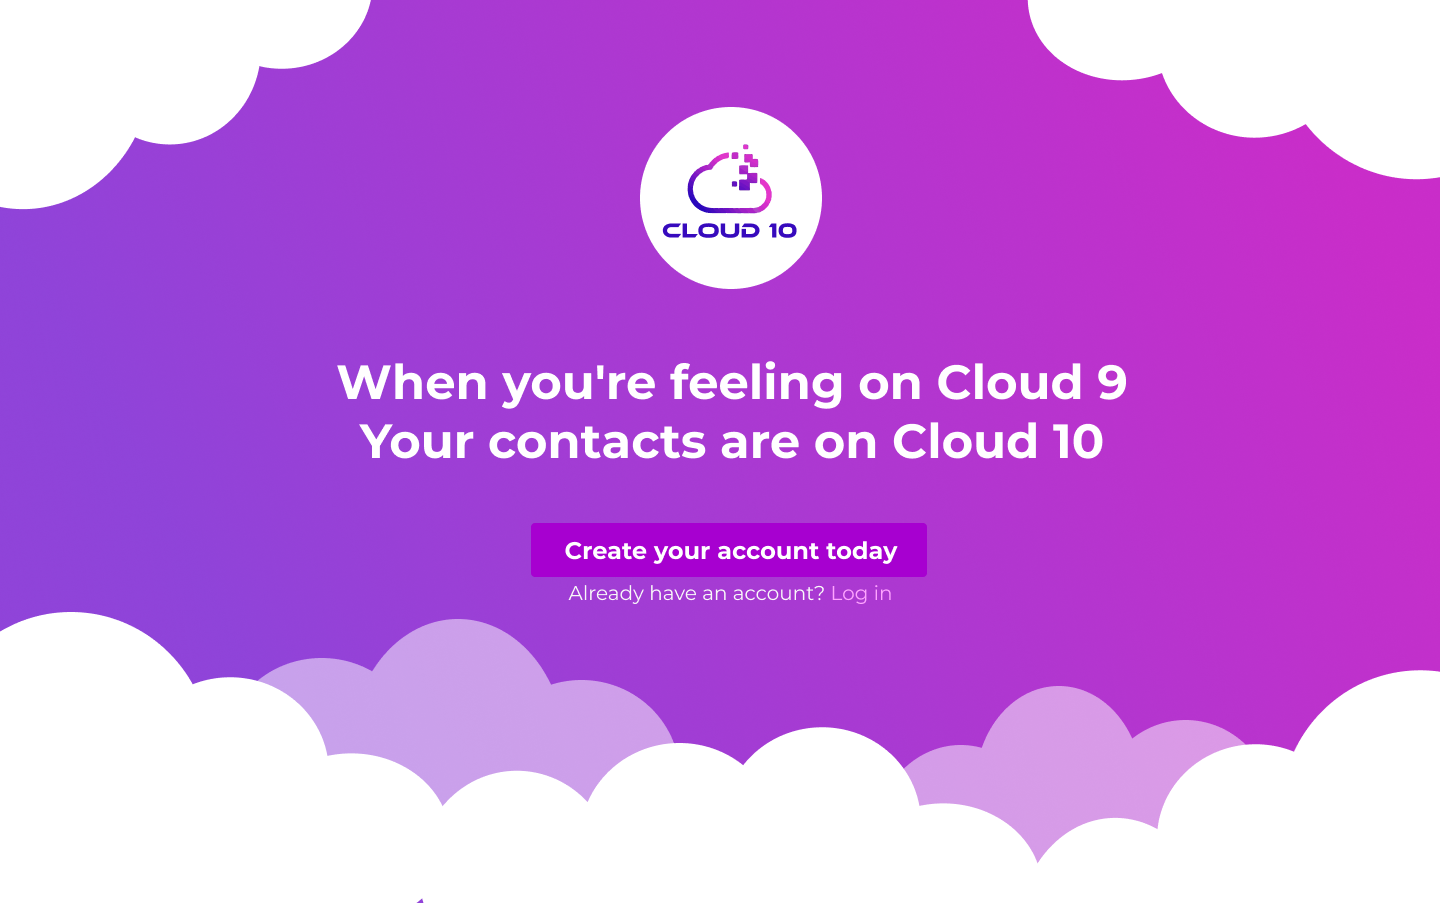 CLOUD 10
When you're feeling on Cloud 9
Your contacts are on Cloud 10
Create your account today
Already have an account? Log in